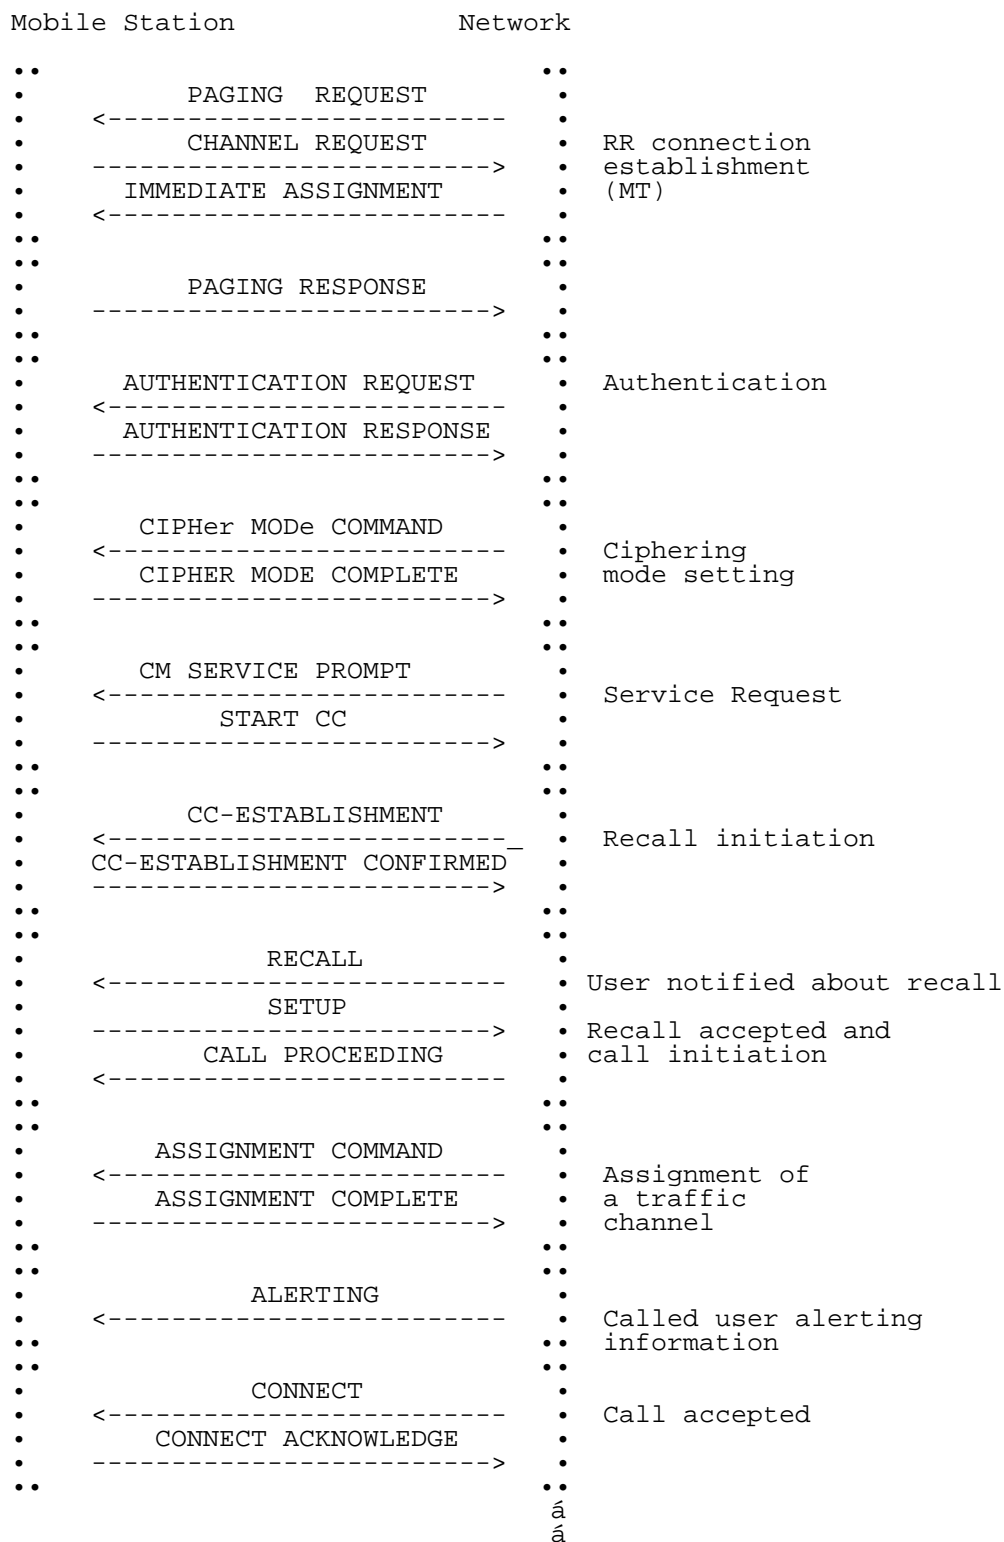 Mobile Station Network
•• ••
• PAGING REQUEST •
• <------------------------- •
• CHANNEL REQUEST • RR connection
• -------------------------> • establishment
• IMMEDIATE ASSIGNMENT • (MT)
• <------------------------- •
•• ••
•• ••
• PAGING RESPONSE •
• -------------------------> •
•• ••
•• ••
• AUTHENTICATION REQUEST • Authentication
• <------------------------- •
• AUTHENTICATION RESPONSE •
• -------------------------> •
•• ••
•• ••
• CIPHer MODe COMMAND •
• <------------------------- • Ciphering
• CIPHER MODE COMPLETE • mode setting
• -------------------------> •
•• ••
•• ••
• CM SERVICE PROMPT •
• <------------------------- • Service Request
• START CC •
• -------------------------> •
•• ••
•• ••
• CC-ESTABLISHMENT •
• <-------------------------_ • Recall initiation
• CC-ESTABLISHMENT CONFIRMED •
• -------------------------> •
•• ••
•• ••
• RECALL •
• <------------------------- • User notified about recall
• SETUP •
• -------------------------> • Recall accepted and
• CALL PROCEEDING • call initiation
• <------------------------- •
•• ••
•• ••
• ASSIGNMENT COMMAND •
• <------------------------- • Assignment of
• ASSIGNMENT COMPLETE • a traffic
• -------------------------> • channel
•• ••
•• ••
• ALERTING •
• <------------------------- • Called user alerting
•• •• information
•• ••
• CONNECT •
• <------------------------- • Call accepted
• CONNECT ACKNOWLEDGE •
• -------------------------> •
•• ••
á
á